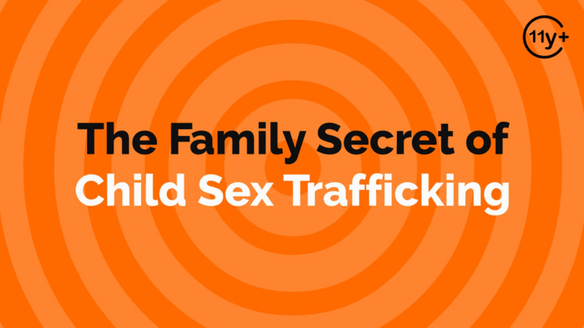 11y+
The Family Secret of
Child Sex Trafficking